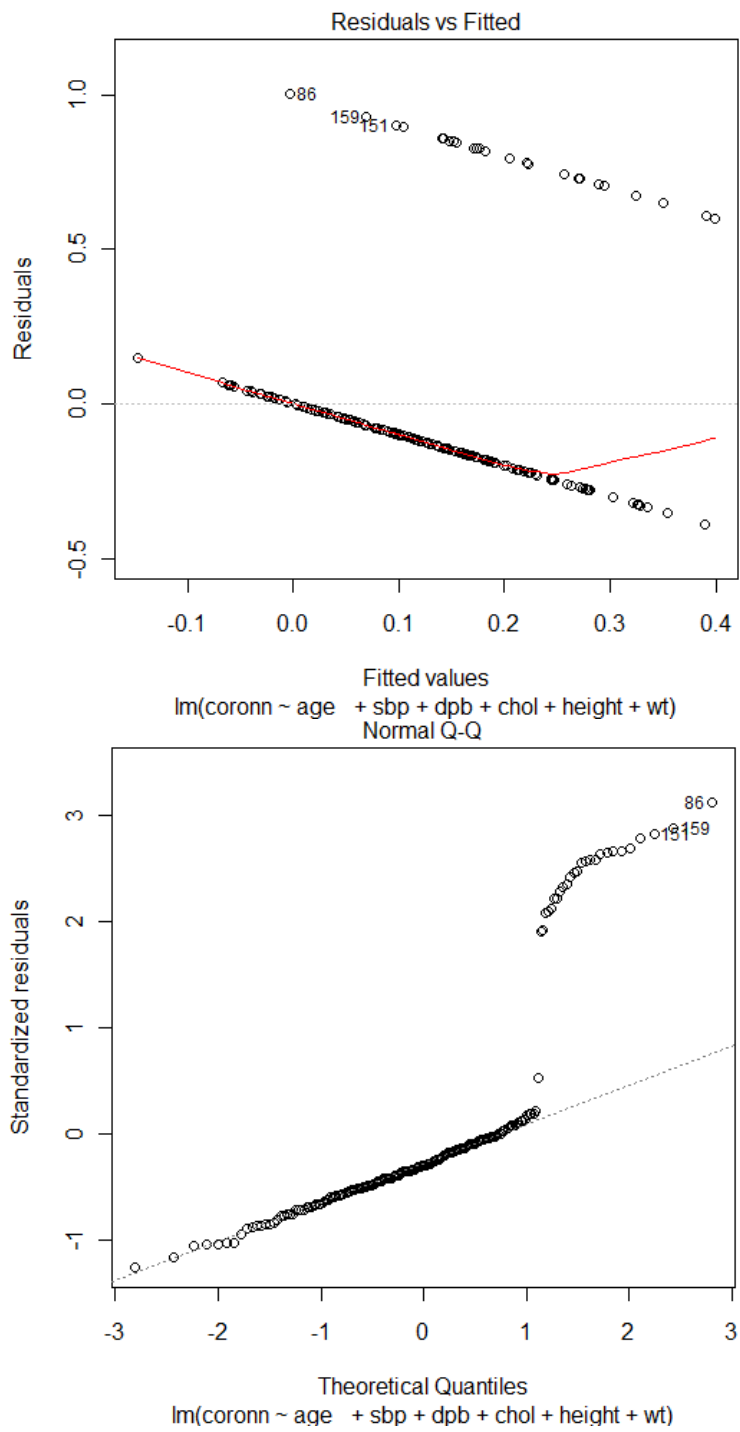 Residuals vs Fitted
1.0
0.5
0.0
-0.5
Residuals
86
159
151
-0.1 0.0 0.1 0.2 0.3 0.4
Fitted values
lm(coronn ~ age + sbp + dpb + chol + height + wt)
Normal Q-Q
3
2
1
0
-1
Standardized residuals
86
159
151
-3 -2 -1 0 1 2 3
Theoretical Quantiles
lm(coronn ~ age + sbp + dpb + chol + height + wt)